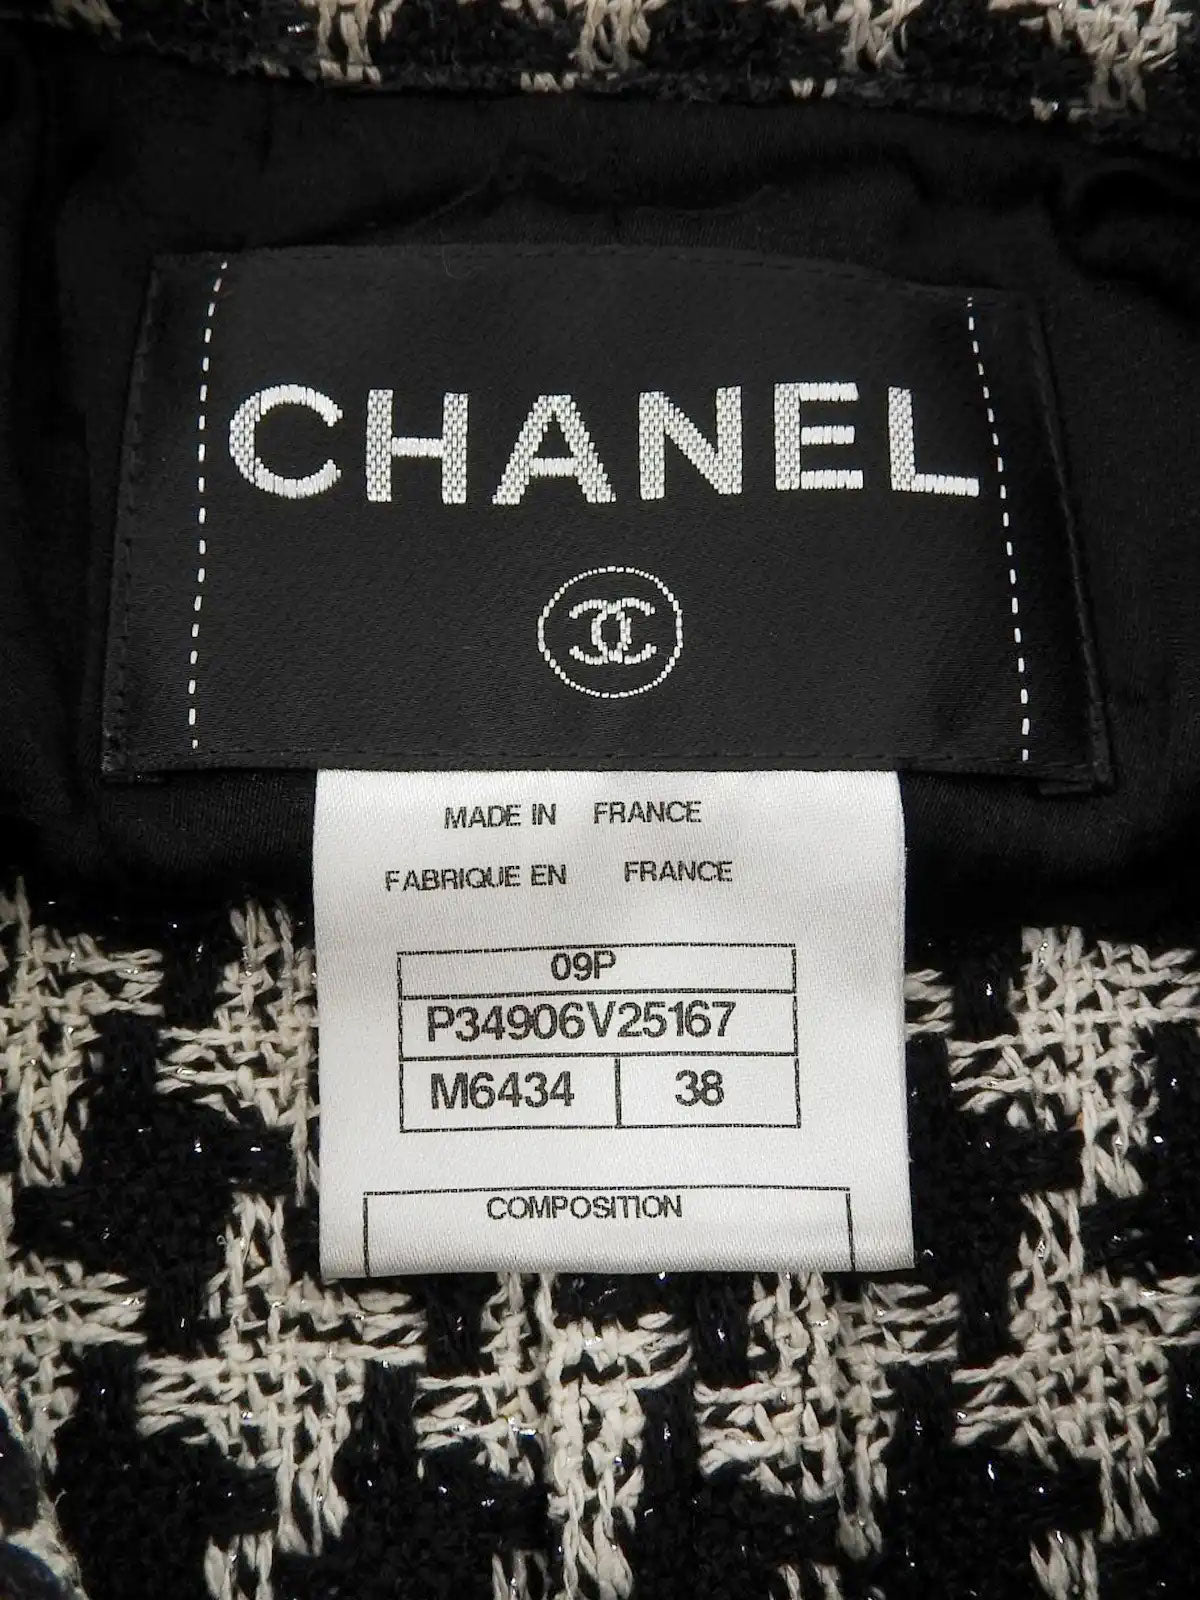 CHANEL
MADE IN FRANCE
FABRIQUE EN FRANCE
09P
P34906V25167
M6434 38
COMPOSITION